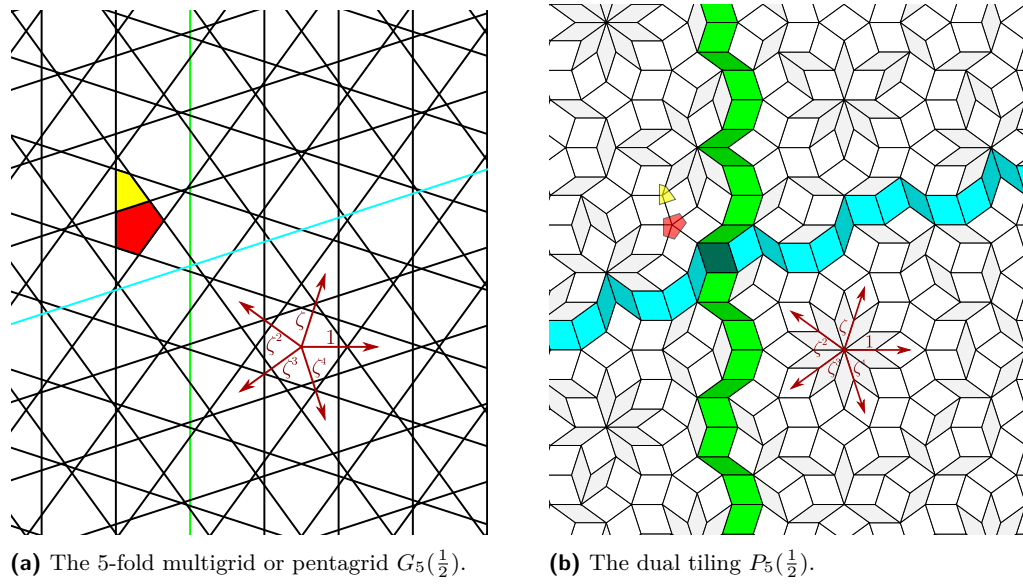 ζ
1
ζ²
ζ³
ζ⁴
ζ
1
ζ²
ζ³
(a) The 5-fold multigrid or pentagrid G₅(½).
(b) The dual tiling P₅(½).